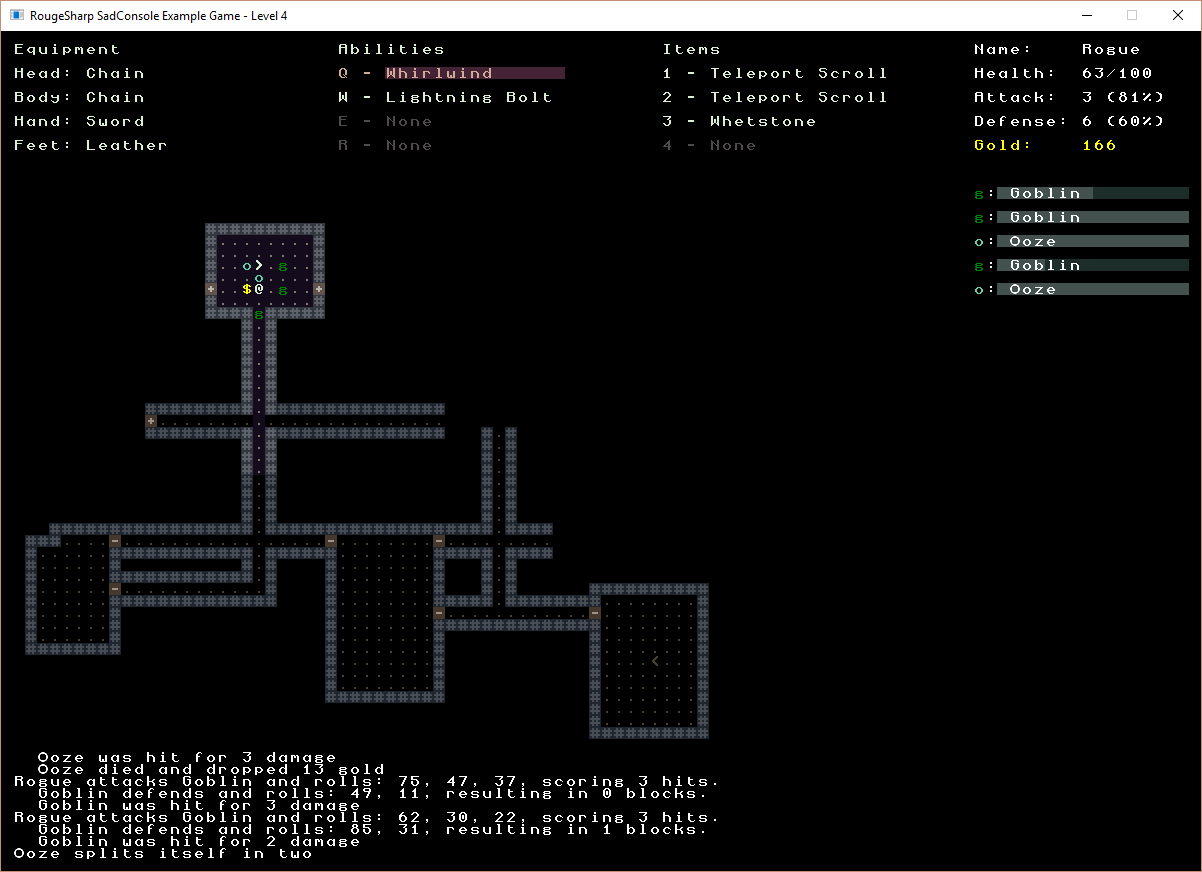 RougeSharp SadConsole Example Game - Level 4
Equipment
Head: Chain
Body: Chain
Hand: Sword
Feet: Leather
Abilities
Q - Whirlwind
W - Lightning Bolt
E - None
R - None
Items
1 - Teleport Scroll
2 - Teleport Scroll
3 - Whetstone
4 - None
Name: Rogue
Health: 63/100
Attack: 3 (81%)
Defense: 6 (60%)
Gold: 166
g: Goblin
g: Goblin
o: Ooze
g: Goblin
o: Ooze
Ooze was hit for 3 damage
Ooze died and dropped 13 gold
Rogue attacks Goblin and rolls: 75, 47, 37, scoring 3 hits.
Goblin defends and rolls: 49, 11, resulting in 0 blocks.
Goblin was hit for 3 damage
Rogue attacks Goblin and rolls: 62, 30, 22, scoring 3 hits.
Goblin defends and rolls: 85, 31, resulting in 1 blocks.
Goblin was hit for 2 damage
Ooze splits itself in two